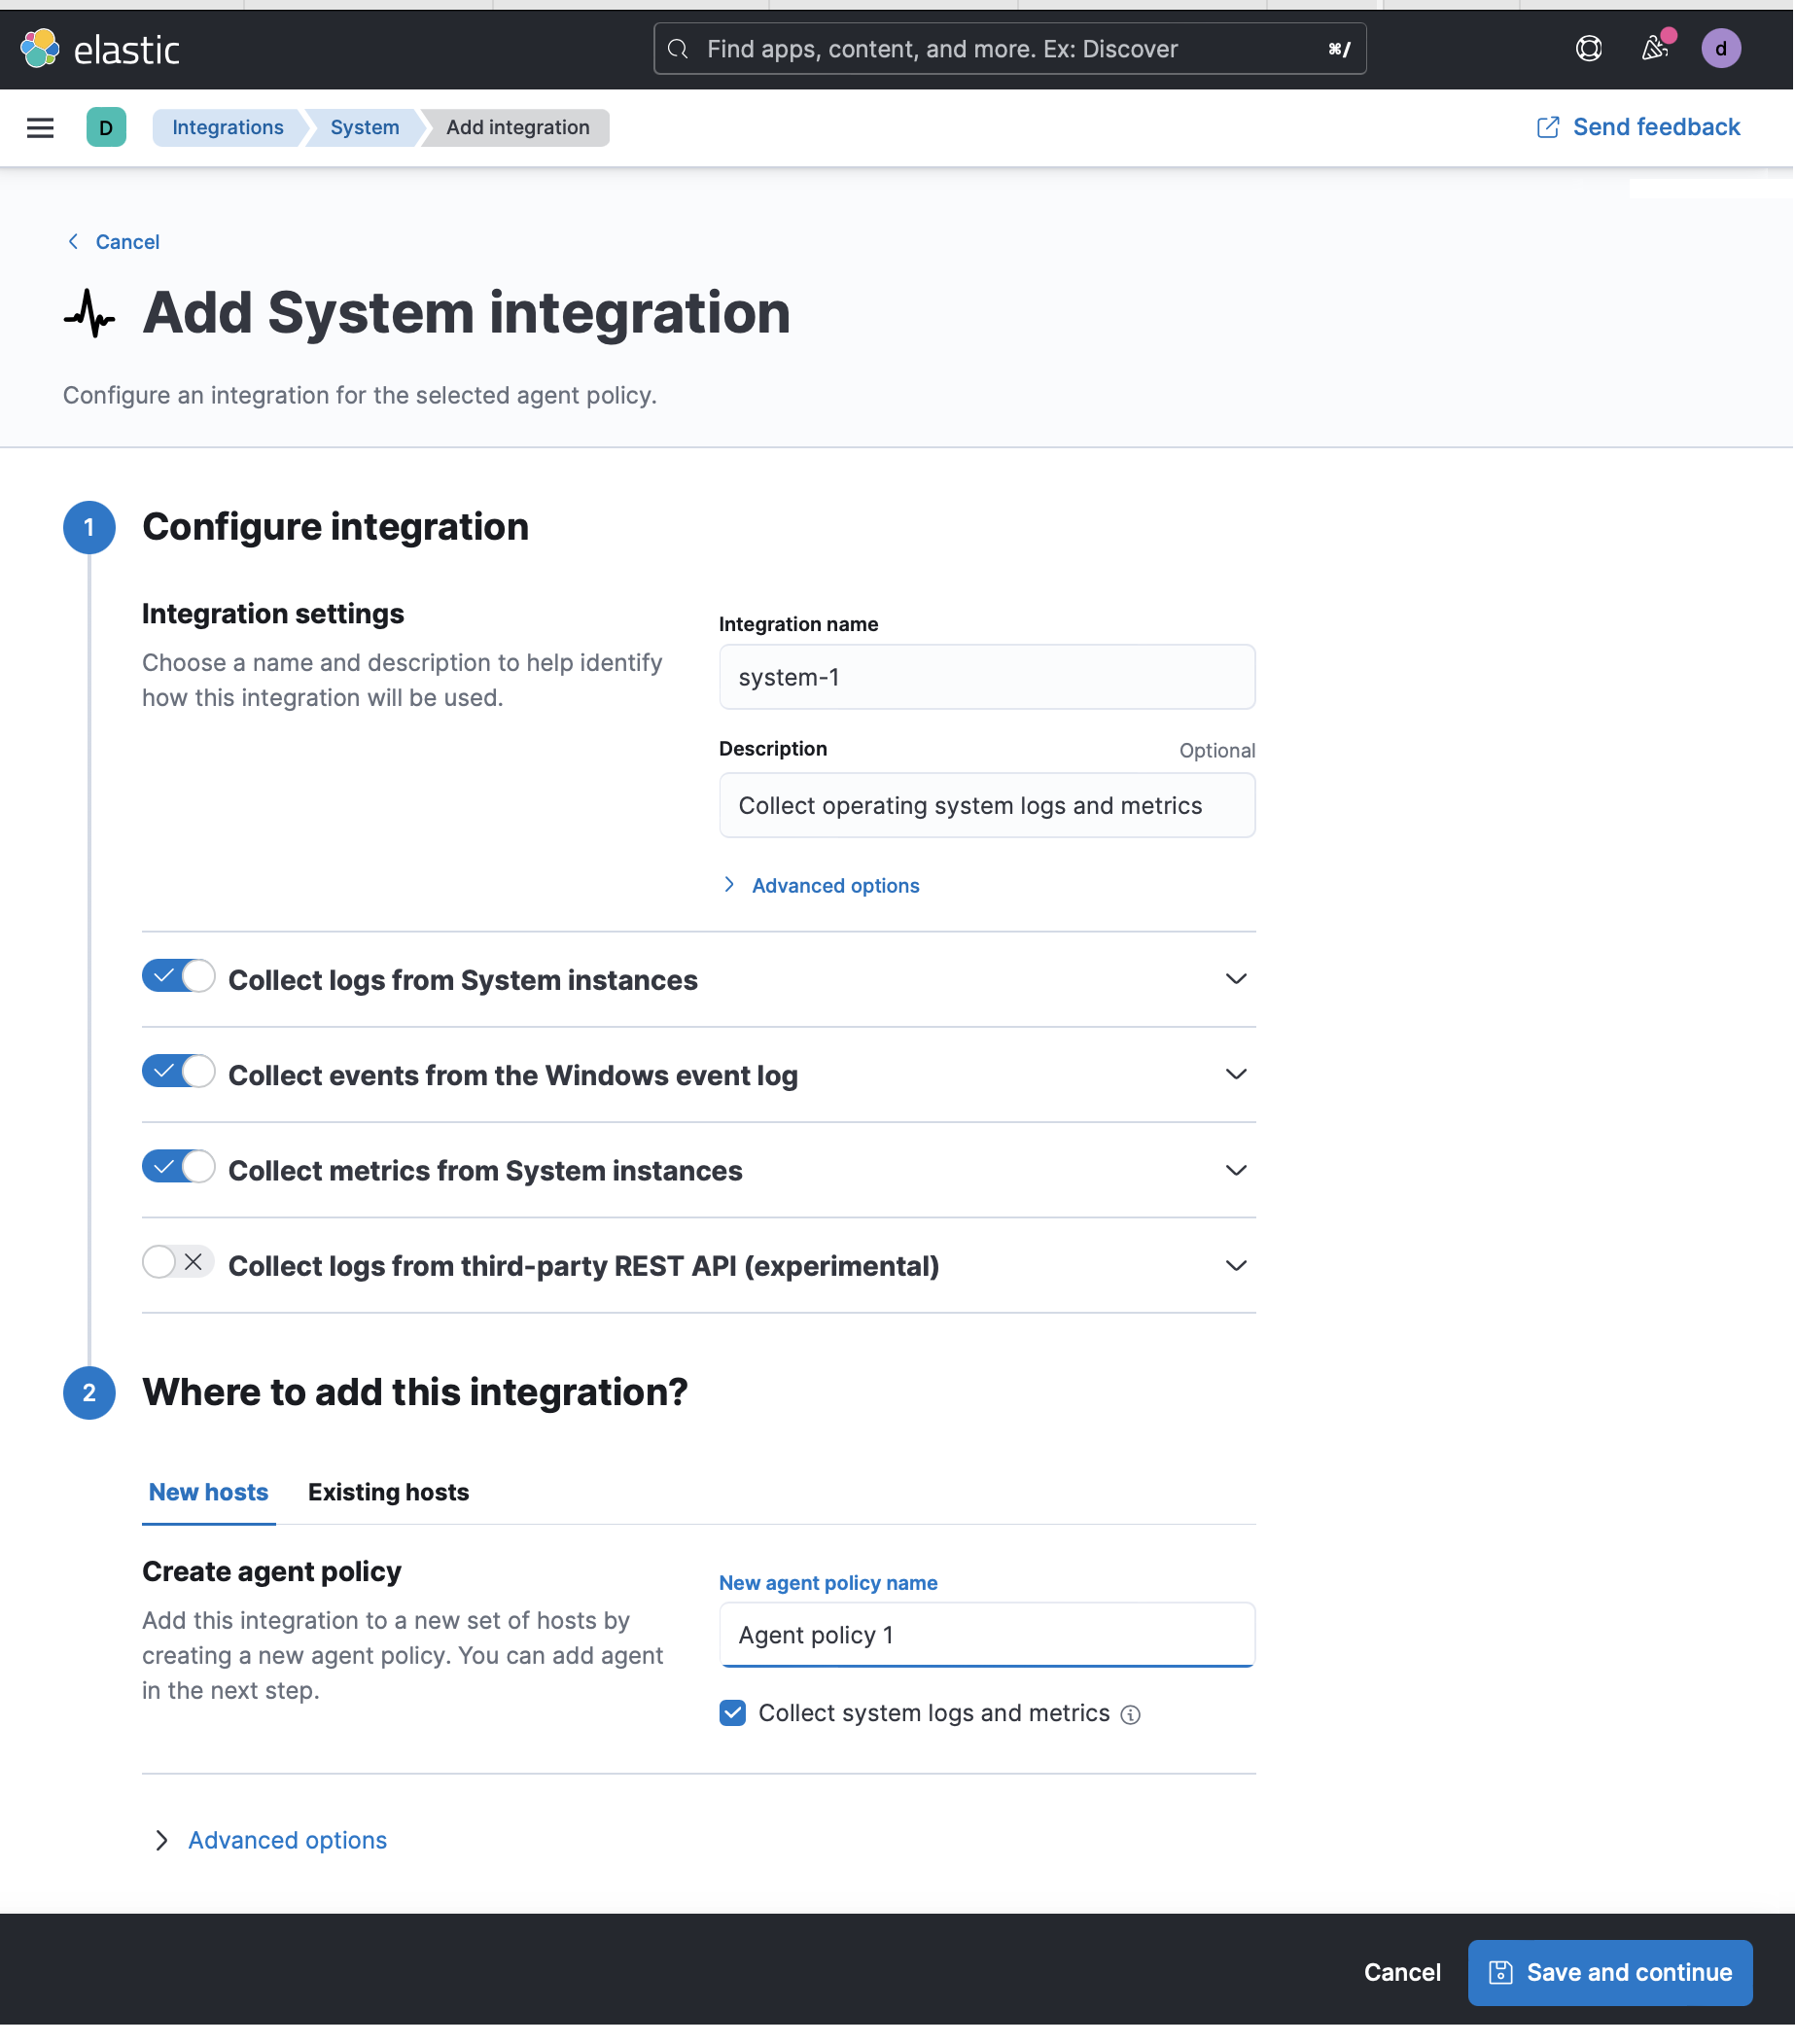 elastic
Find apps, content, and more. Ex: Discover
⌘/
d
D
Integrations
System
Add integration
Send feedback
Cancel
Add System integration
Configure an integration for the selected agent policy.
1
Configure integration
Integration settings
Choose a name and description to help identify
how this integration will be used.
Integration name
system-1
Description
Optional
Collect operating system logs and metrics
Advanced options
Collect logs from System instances
Collect events from the Windows event log
Collect metrics from System instances
Collect logs from third-party REST API (experimental)
2
Where to add this integration?
New hosts
Existing hosts
Create agent policy
Add this integration to a new set of hosts by
creating a new agent policy. You can add agent
in the next step.
New agent policy name
Agent policy 1
Collect system logs and metrics
Advanced options
Cancel
Save and continue